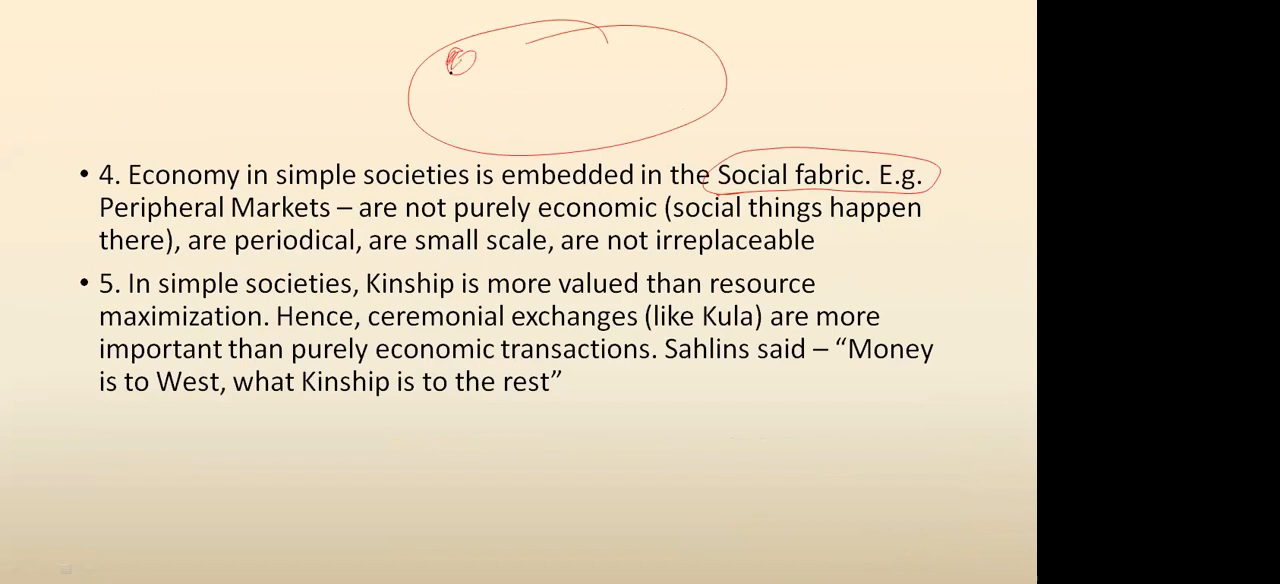 • 4. Economy in simple societies is embedded in the Social fabric. E.g.
Peripheral Markets – are not purely economic (social things happen
there), are periodical, are small scale, are not irreplaceable
• 5. In simple societies, Kinship is more valued than resource
maximization. Hence, ceremonial exchanges (like Kula) are more
important than purely economic transactions. Sahlins said – “Money
is to West, what Kinship is to the rest”